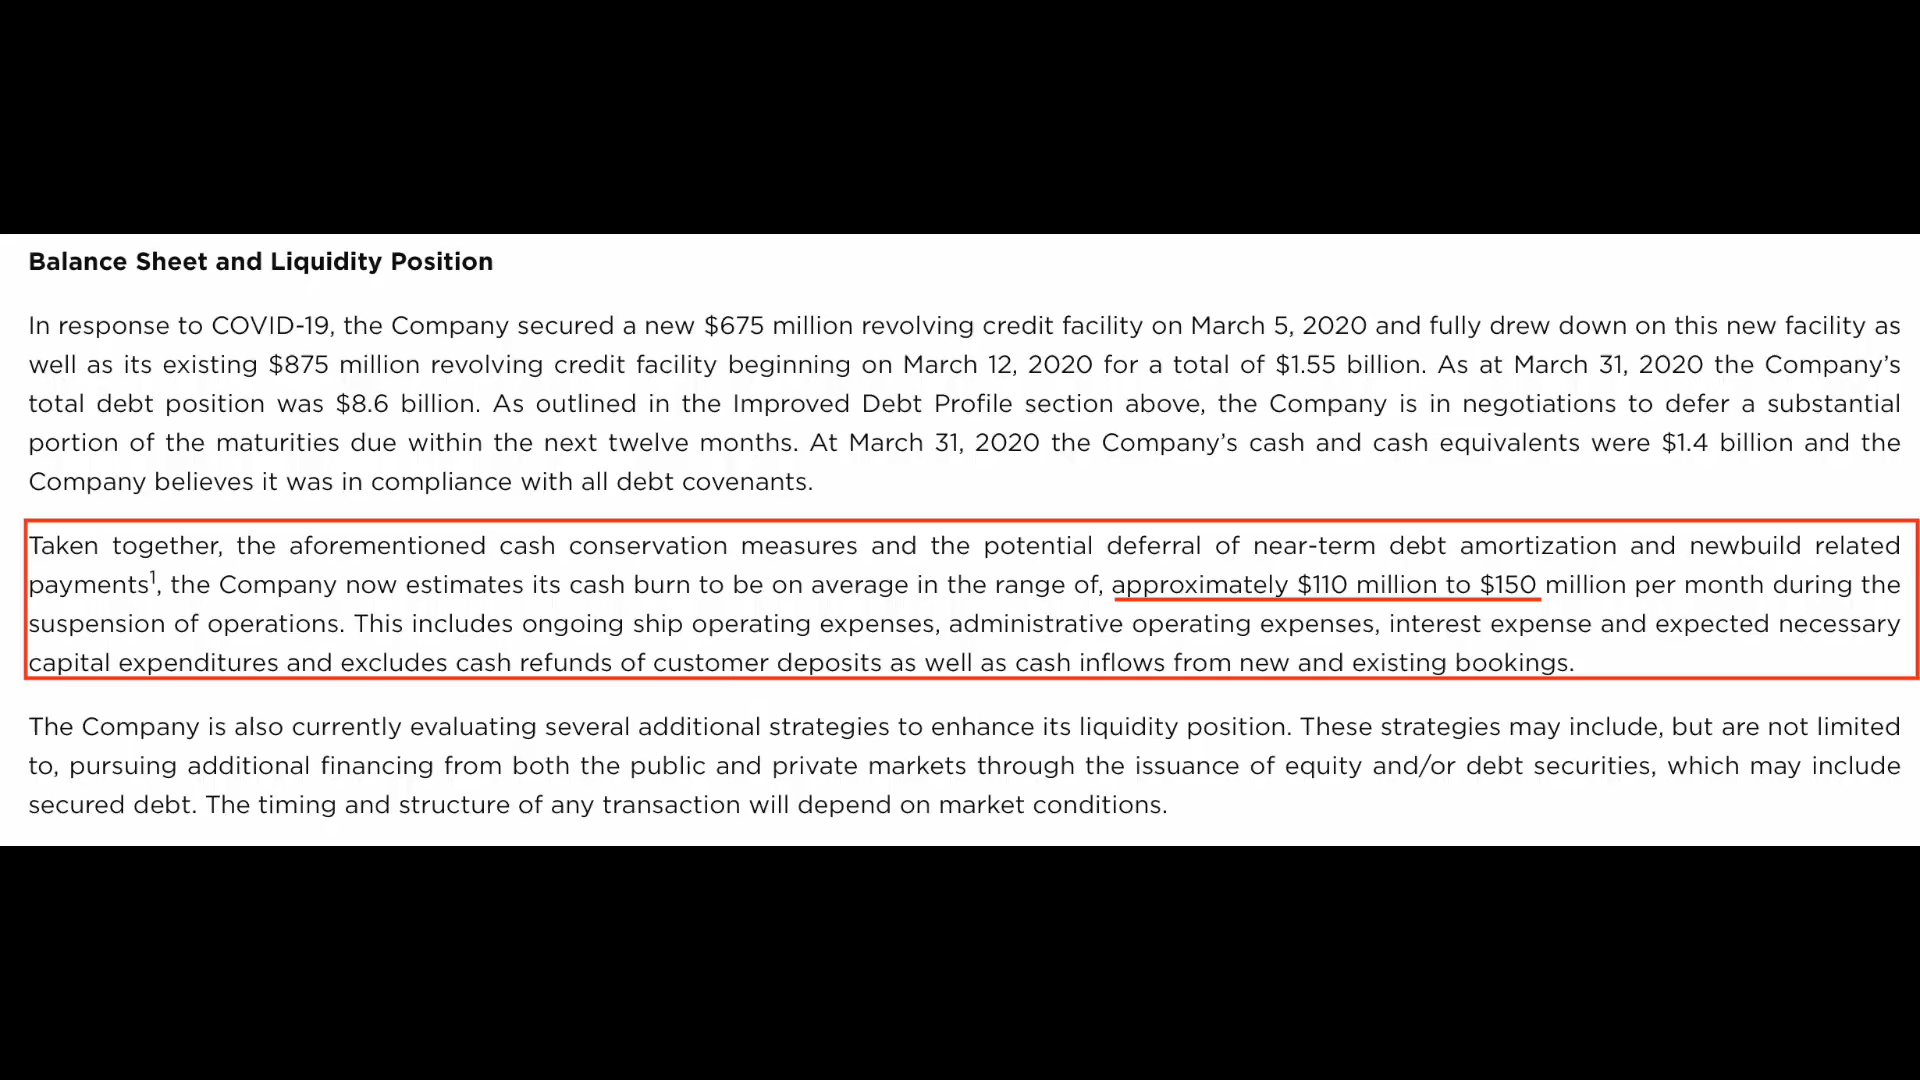 Balance Sheet and Liquidity Position
In response to COVID-19, the Company secured a new $675 million revolving credit facility on March 5, 2020 and fully drew down on this new facility as
well as its existing $875 million revolving credit facility beginning on March 12, 2020 for a total of $1.55 billion. As at March 31, 2020 the Company’s
total debt position was $8.6 billion. As outlined in the Improved Debt Profile section above, the Company is in negotiations to defer a substantial
portion of the maturities due within the next twelve months. At March 31, 2020 the Company’s cash and cash equivalents were $1.4 billion and the
Company believes it was in compliance with all debt covenants.
Taken together, the aforementioned cash conservation measures and the potential deferral of near-term debt amortization and newbuild related
payments¹, the Company now estimates its cash burn to be on average in the range of, approximately $110 million to $150 million per month during the
suspension of operations. This includes ongoing ship operating expenses, administrative operating expenses, interest expense and expected necessary
capital expenditures and excludes cash refunds of customer deposits as well as cash inflows from new and existing bookings.
The Company is also currently evaluating several additional strategies to enhance its liquidity position. These strategies may include, but are not limited
to, pursuing additional financing from both the public and private markets through the issuance of equity and/or debt securities, which may include
secured debt. The timing and structure of any transaction will depend on market conditions.